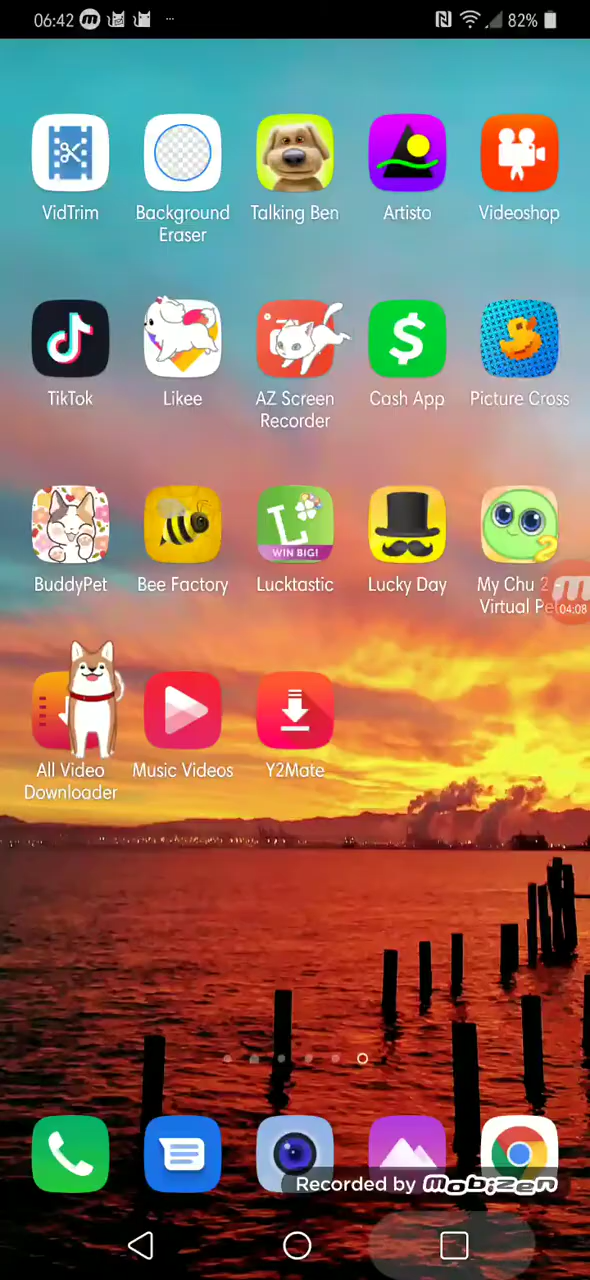 06:42
82%
VidTrim
Background
Eraser
Talking Ben
Artisto
Videoshop
TikTok
Likee
AZ Screen
Recorder
Cash App
Picture Cross
L
WIN BIG!
BuddyPet
Bee Factory
Lucktastic
Lucky Day
My Chu 2 -
Virtual Pe
04:08
All Video
Downloader
Music Videos
Y2Mate
Recorded by Mobizen